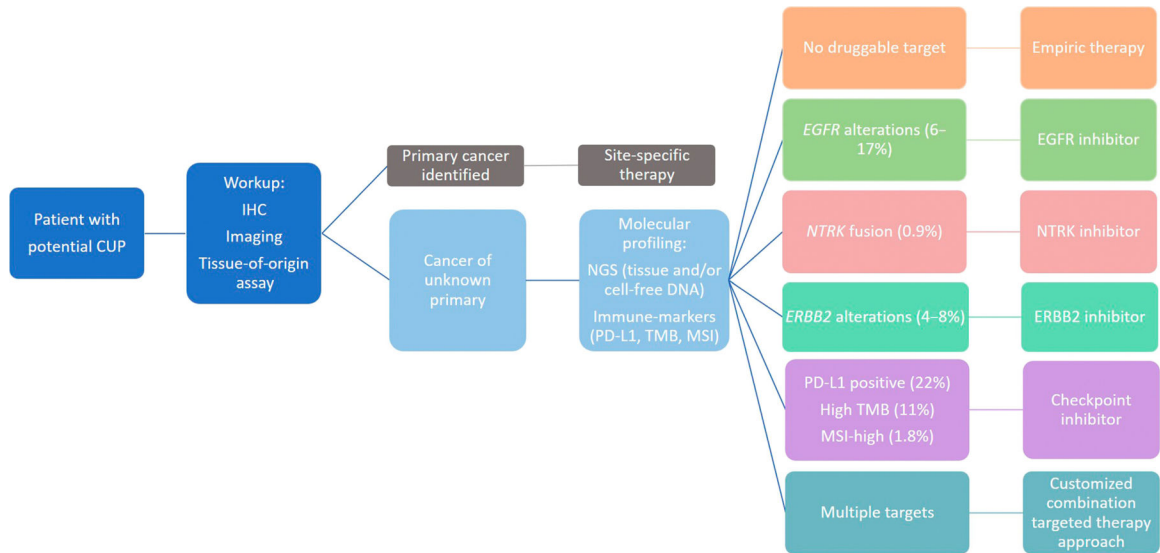 Patient with
potential CUP
Workup:
IHC
Imaging
Tissue-of-origin
assay
Primary cancer
identified
Site-specific
therapy
Cancer of
unknown
primary
Molecular
profiling:
NGS (tissue and/or
cell-free DNA)
Immune-markers
(PD-L1, TMB, MSI)
No druggable target
Empiric therapy
EGFR alterations (6–
17%)
EGFR inhibitor
NTRK fusion (0.9%)
NTRK inhibitor
ERBB2 alterations (4–8%)
ERBB2 inhibitor
PD-L1 positive (22%)
High TMB (11%)
MSI-high (1.8%)
Checkpoint
inhibitor
Multiple targets
Customized
combination
targeted therapy
approach